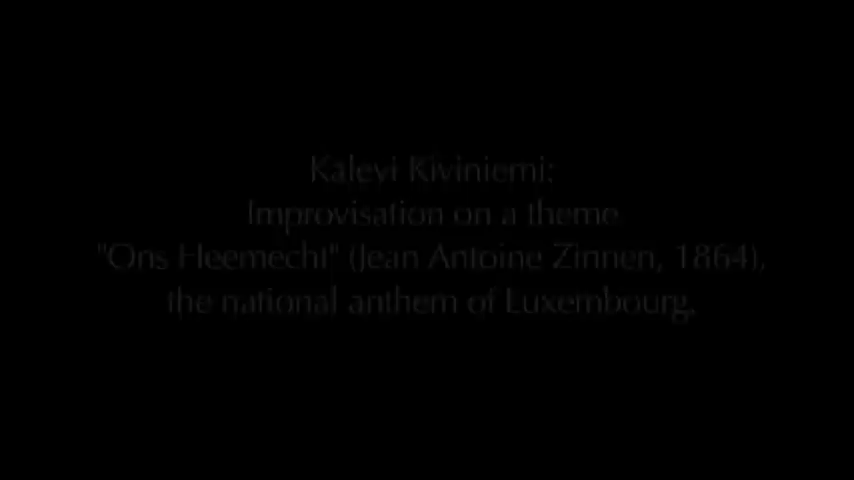 Kalevi Kiviniemi:
Improvisation on a theme
"Ons Heemecht" (Jean Antoine Zinnen, 1864),
the national anthem of Luxembourg.